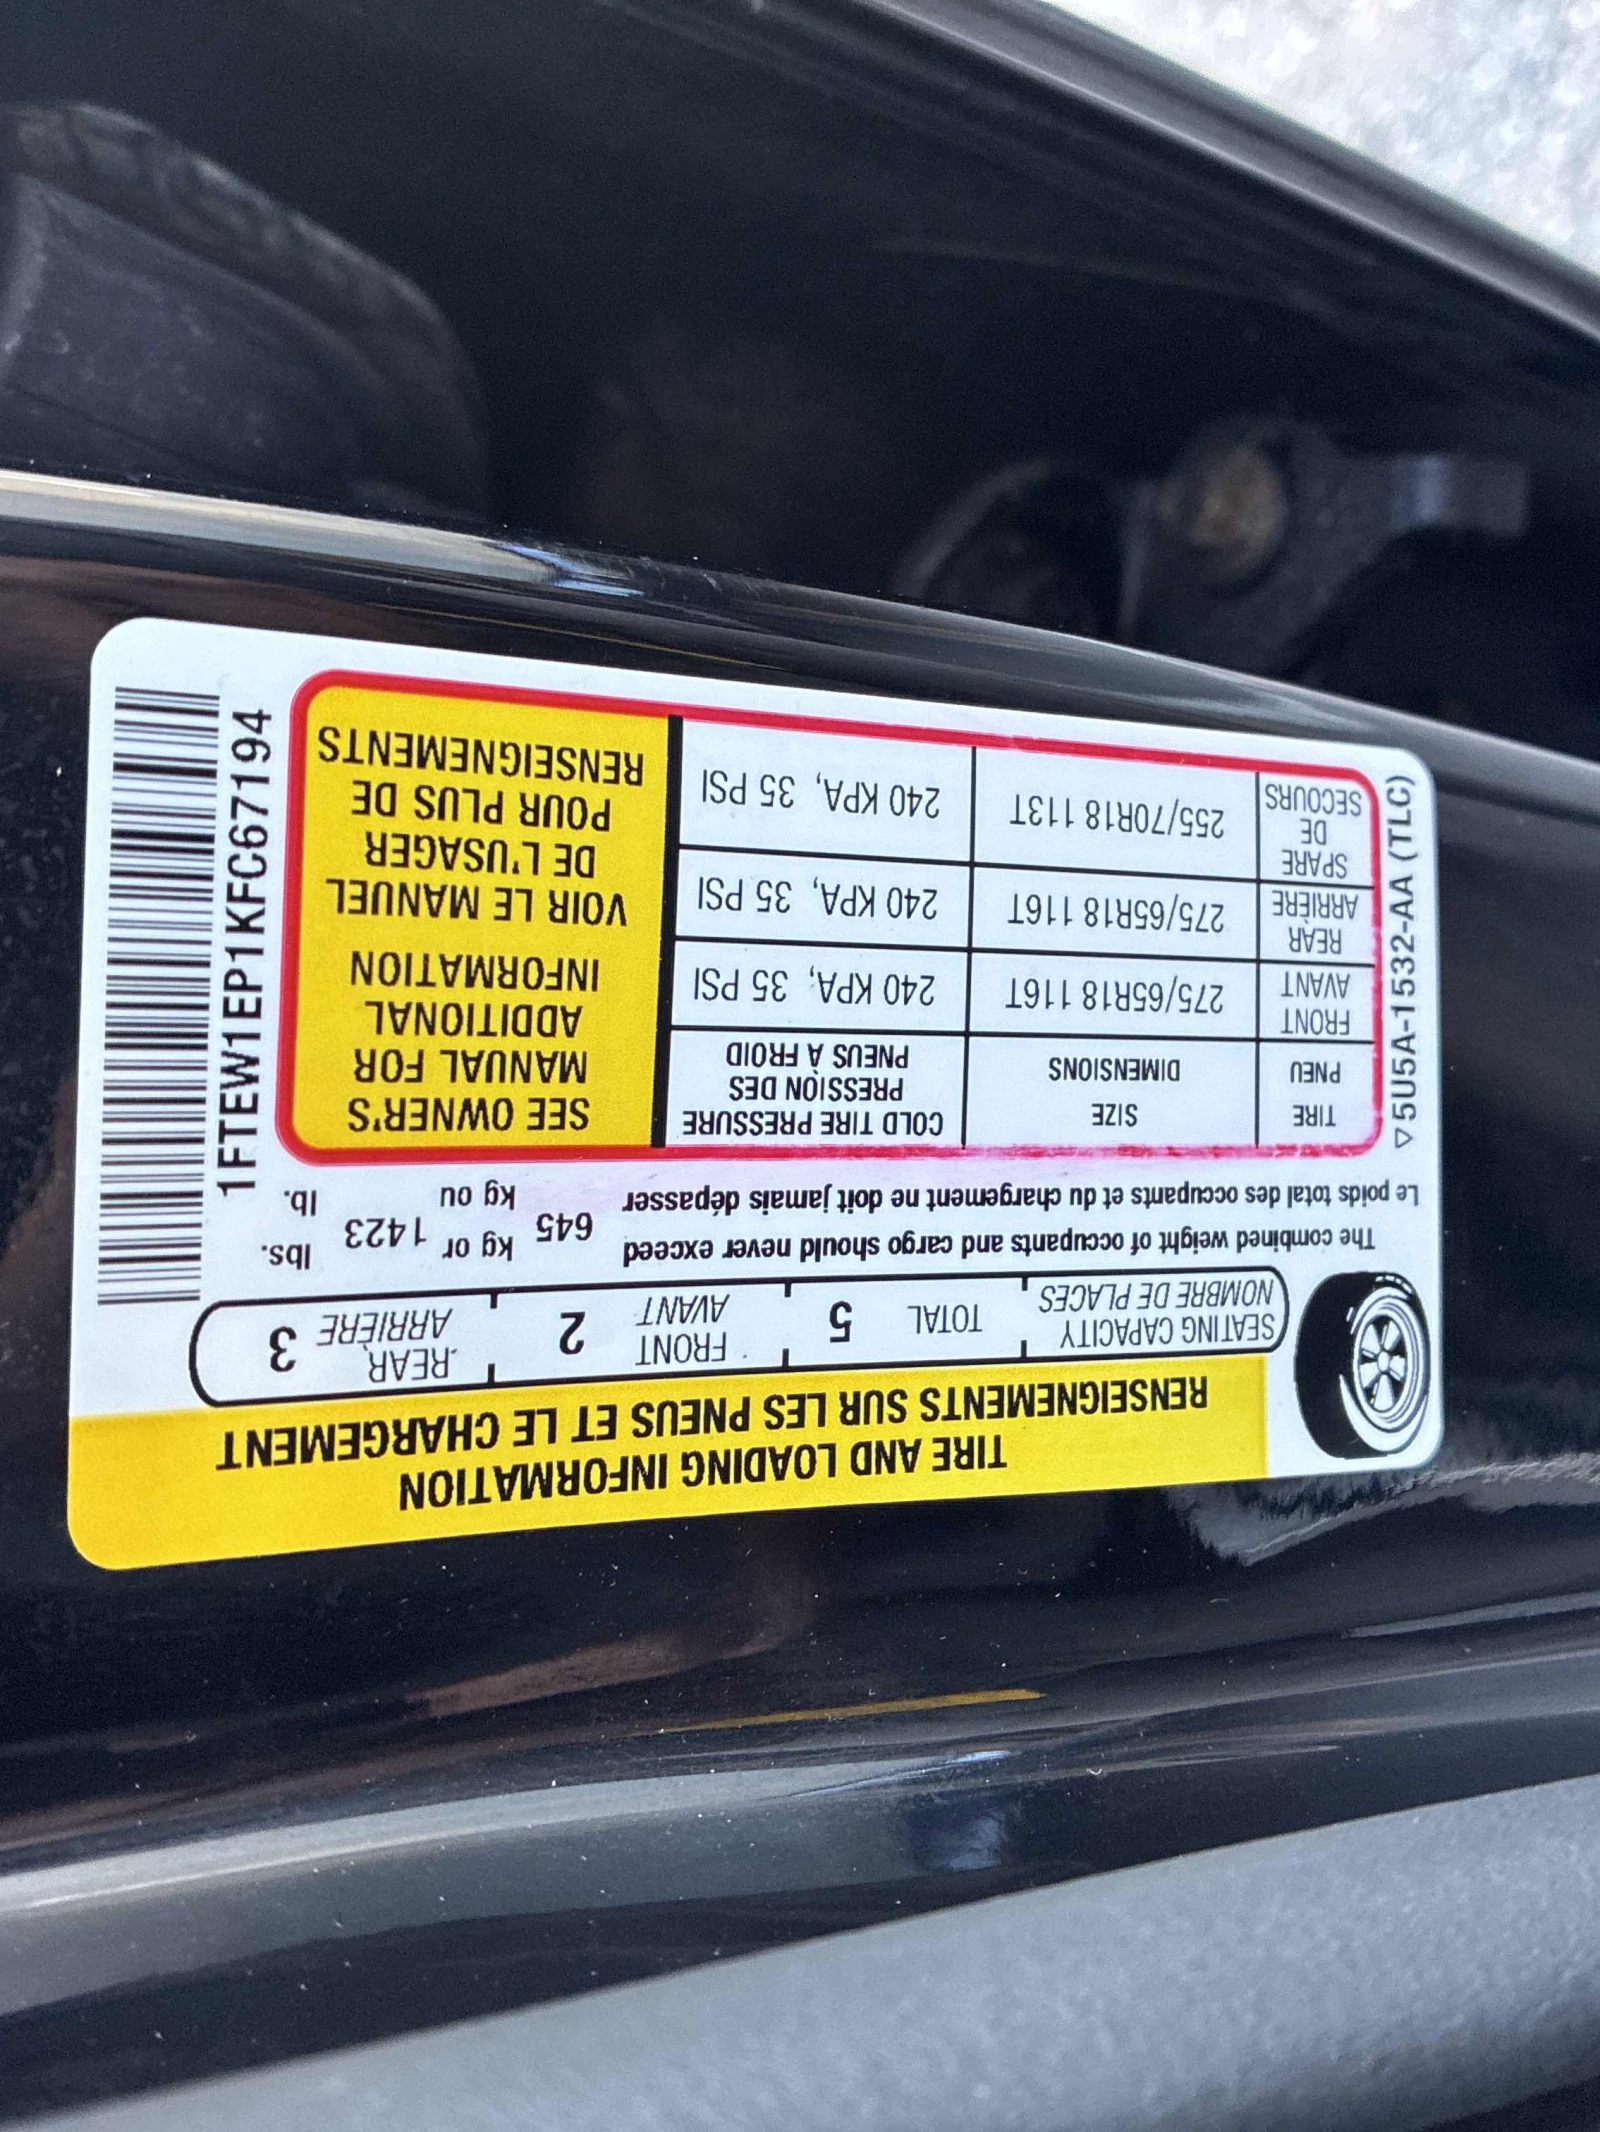 TIRE AND LOADING INFORMATION
RENSEIGNEMENTS SUR LES PNEUS ET LE CHARGEMENT
SEATING CAPACITY
NOMBRE DE PLACES
TOTAL 5
FRONT
AVANT
2
REAR
ARRIÈRE
3
The combined weight of occupants and cargo should never exceed 645 kg or 1423 lbs.
Le poids total des occupants et du chargement ne doit jamais dépasser kg ou lb.
TIRE
PNEU
SIZE
DIMENSIONS
COLD TIRE PRESSURE
PRESSION DES
PNEUS À FROID
FRONT
AVANT
275/65R18 116T
240 KPA, 35 PSI
REAR
ARRIÈRE
275/65R18 116T
240 KPA, 35 PSI
SPARE
DE
SECOURS
255/70R18 113T
240 KPA, 35 PSI
SEE OWNER'S
MANUAL FOR
ADDITIONAL
INFORMATION
VOIR LE MANUEL
DE L'USAGER
POUR PLUS DE
RENSEIGNEMENTS
▽5U5A-1532-AA (TLC)
1FTEW1EP1KFC67194